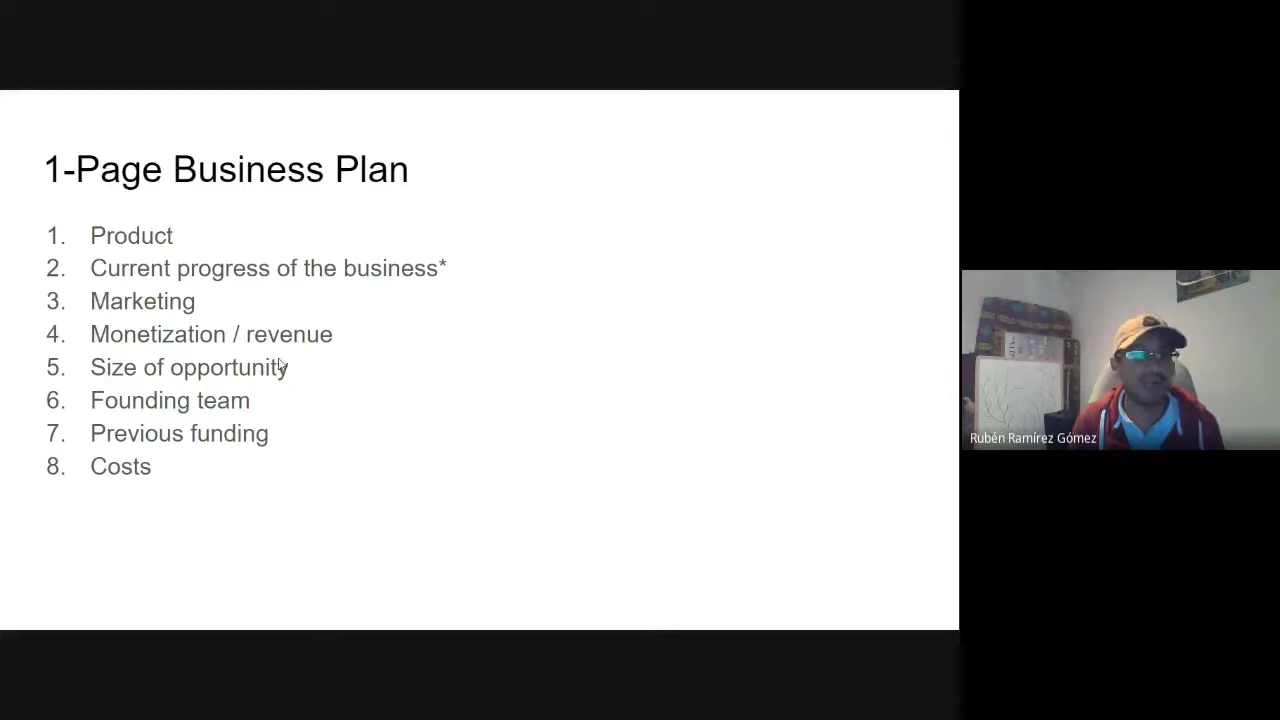 1-Page Business Plan
1. Product
2. Current progress of the business*
3. Marketing
4. Monetization / revenue
5. Size of opportunity
6. Founding team
7. Previous funding
8. Costs
Rubén Ramírez Gómez